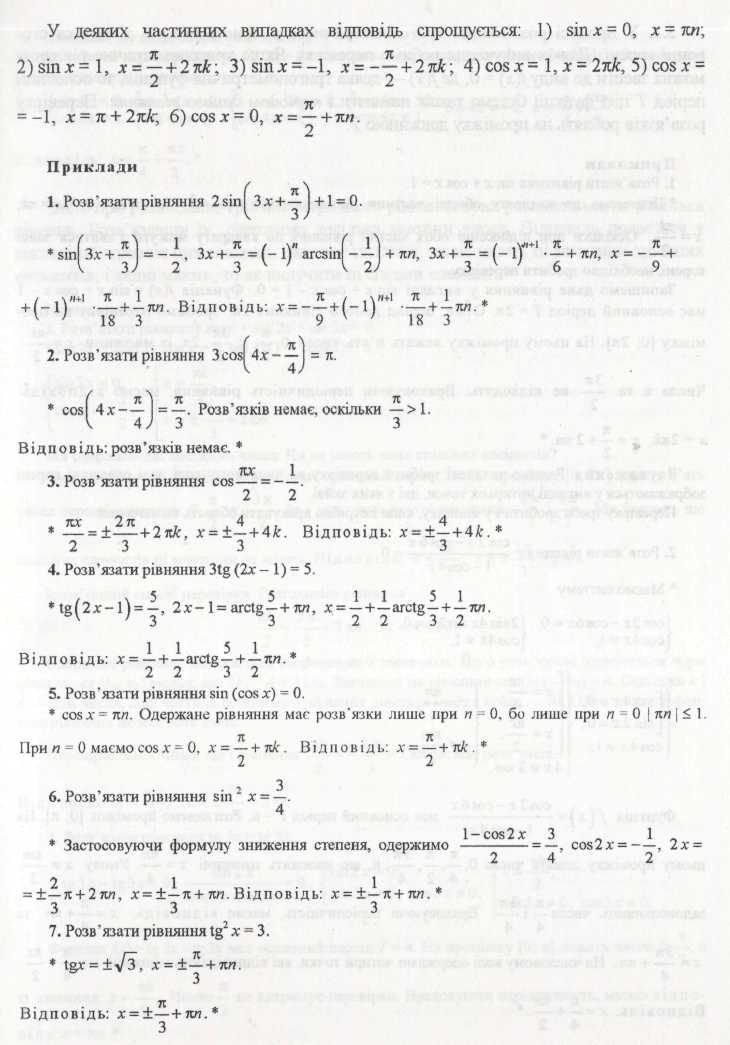 У деяких частинних випадках відповідь спрощується: 1) sin x = 0, x = πn;
2) sin x = 1, x = π/2 + 2πk; 3) sin x = –1, x = –π/2 + 2πk; 4) cos x = 1, x = 2πk, 5) cos x =
= –1, x = π + 2πk, 6) cos x = 0, x = π/2 + πn.
Приклади
1. Розв’язати рівняння 2 sin(3x + π/3) + 1 = 0.
* sin(3x + π/3) = –1/2, 3x + π/3 = (–1)ⁿ arcsin(–1/2) + πn, 3x + π/3 = (–1)ⁿ⁺¹ · π/6 + πn, x = –π/9 +
+ (–1)ⁿ⁺¹ · π/18 + 1/3 πn. Відповідь: x = –π/9 + (–1)ⁿ⁺¹ · π/18 + 1/3 πn. *
2. Розв’язати рівняння 3 cos(4x – π/4) = π.
* cos(4x – π/4) = π/3. Розв’язків немає, оскільки π/3 > 1.
Відповідь: розв’язків немає. *
3. Розв’язати рівняння cos πx/2 = –1/2.
* πx/2 = ± 2π/3 + 2πk, x = ± 4/3 + 4k. Відповідь: x = ± 4/3 + 4k. *
4. Розв’язати рівняння 3tg (2x – 1) = 5.
* tg(2x – 1) = 5/3, 2x – 1 = arctg 5/3 + πn, x = 1/2 + 1/2 arctg 5/3 + 1/2 πn.
Відповідь: x = 1/2 + 1/2 arctg 5/3 + 1/2 πn. *
5. Розв’язати рівняння sin (cos x) = 0.
* cos x = πn. Одержане рівняння має розв’язки лише при n = 0, бо лише при n = 0 | πn | ≤ 1.
При n = 0 маємо cos x = 0, x = π/2 + πk. Відповідь: x = π/2 + πk. *
6. Розв’язати рівняння sin² x = 3/4.
* Застосовуючи формулу зниження степеня, одержимо (1 – cos 2x)/2 = 3/4, cos 2x = –1/2, 2x =
= ± 2/3 π + 2πn, x = ± 1/3 π + πn. Відповідь: x = ± 1/3 π + πn. *
7. Розв’язати рівняння tg² x = 3.
* tgx = ±√3, x = ± π/3 + πn.
Відповідь: x = ± π/3 + πn. *